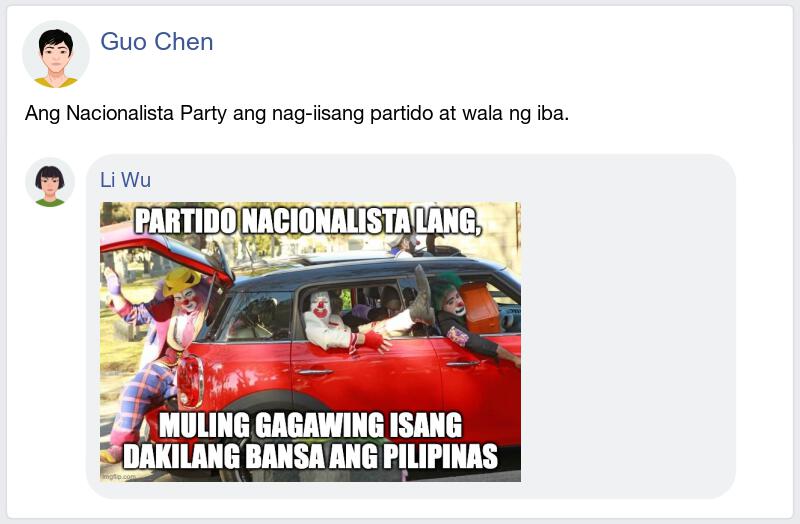 Guo Chen
Ang Nacionalista Party ang nag-iisang partido at wala ng iba.
Li Wu
PARTIDO NACIONALISTA LANG,
MULING GAGAWING ISANG
DAKILANG BANSA ANG PILIPINAS
imgflip.com